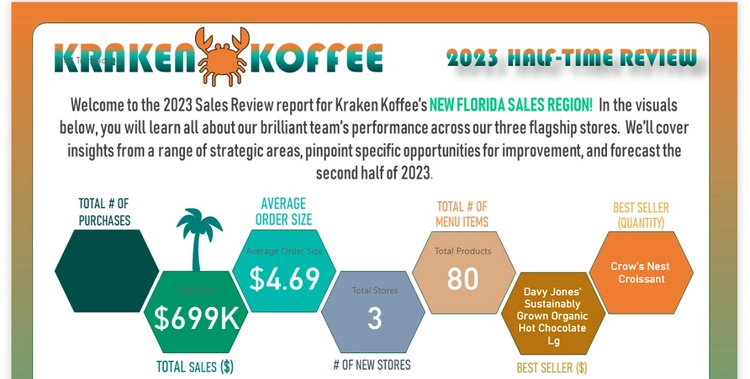 KRAKEN KOFFEE
2023 HALF-TIME REVIEW
Welcome to the 2023 Sales Review report for Kraken Koffee's NEW FLORIDA SALES REGION! In the visuals
below, you will learn all about our brilliant team's performance across our three flagship stores. We'll cover
insights from a range of strategic areas, pinpoint specific opportunities for improvement, and forecast the
second half of 2023.
TOTAL # OF
PURCHASES
$699K
TOTAL SALES ($)
AVERAGE
ORDER SIZE
Average Order Size
$4.69
Total Stores
3
# OF NEW STORES
TOTAL # OF
MENU ITEMS
Total Products
80
Davy Jones'
Sustainably
Grown Organic
Hot Chocolate
Lg
BEST SELLER ($)
BEST SELLER
(QUANTITY)
Crow's Nest
Croissant